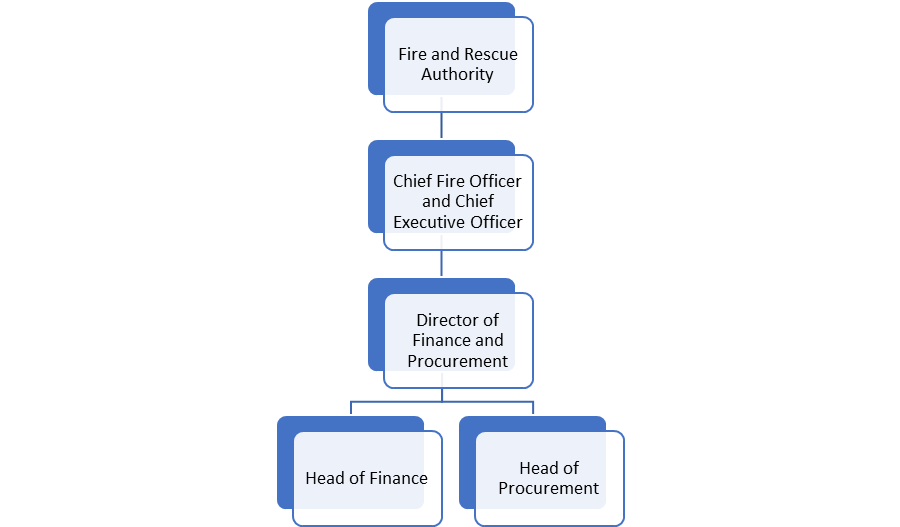 Fire and Rescue
Authority
Chief Fire Officer
and Chief
Executive Officer
Director of
Finance and
Procurement
Head of Finance
Head of
Procurement